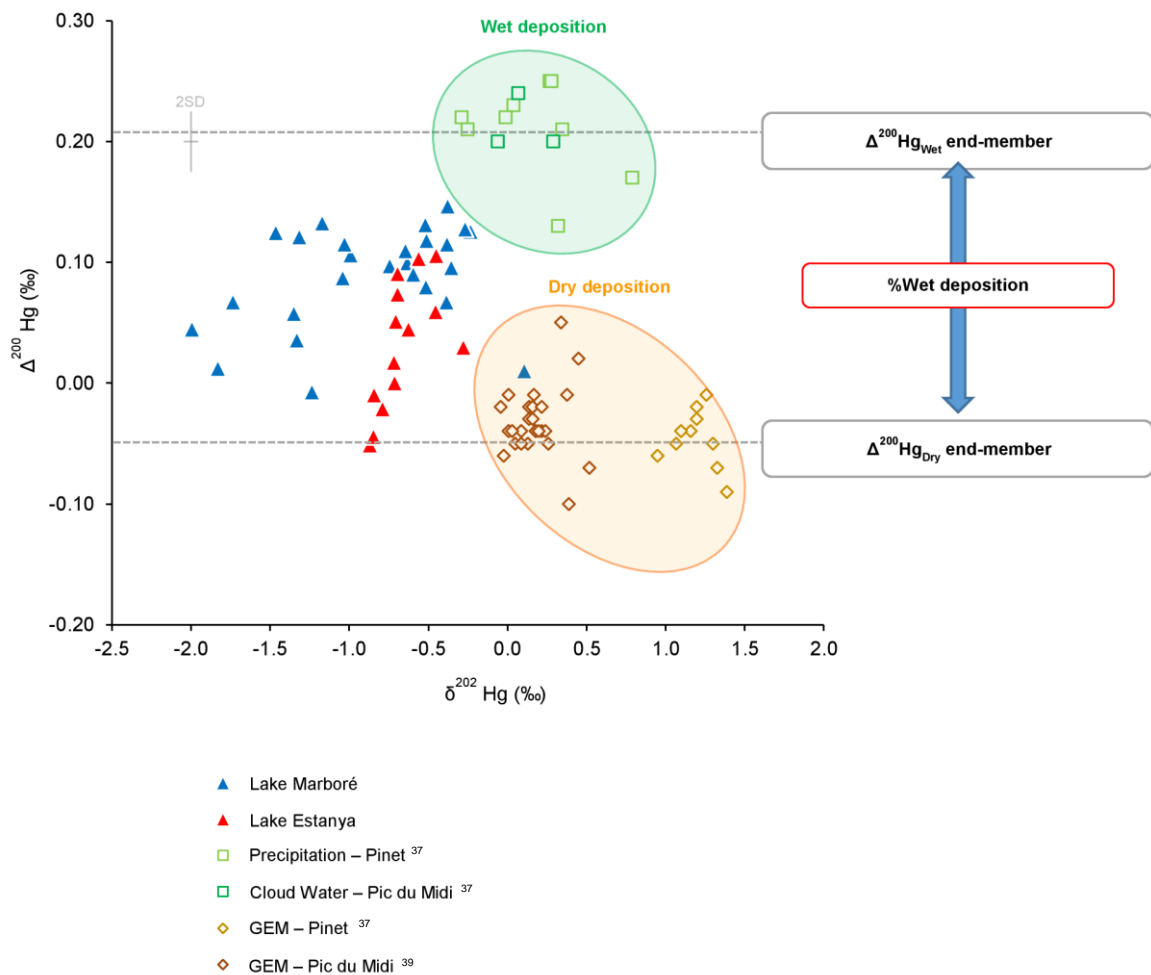 Wet deposition
0.30
2SD
0.20
Δ²⁰⁰Hg_Wet end-member
0.10
Dry deposition
%Wet deposition
Δ²⁰⁰ Hg (‰)
0.00
Δ²⁰⁰Hg_Dry end-member
-0.10
-0.20
-2.5 -2.0 -1.5 -1.0 -0.5 0.0 0.5 1.0 1.5 2.0
δ²⁰² Hg (‰)
Lake Marboré
Lake Estanya
Precipitation – Pinet ³⁷
Cloud Water – Pic du Midi ³⁷
GEM – Pinet ³⁷
GEM – Pic du Midi ³⁹